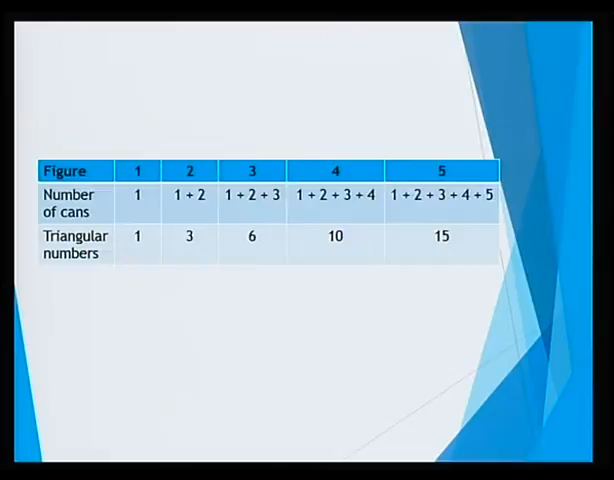 Figure 1 2 3 4 5
Number of cans 1 1 + 2 1 + 2 + 3 1 + 2 + 3 + 4 1 + 2 + 3 + 4 + 5
Triangular numbers 1 3 6 10 15